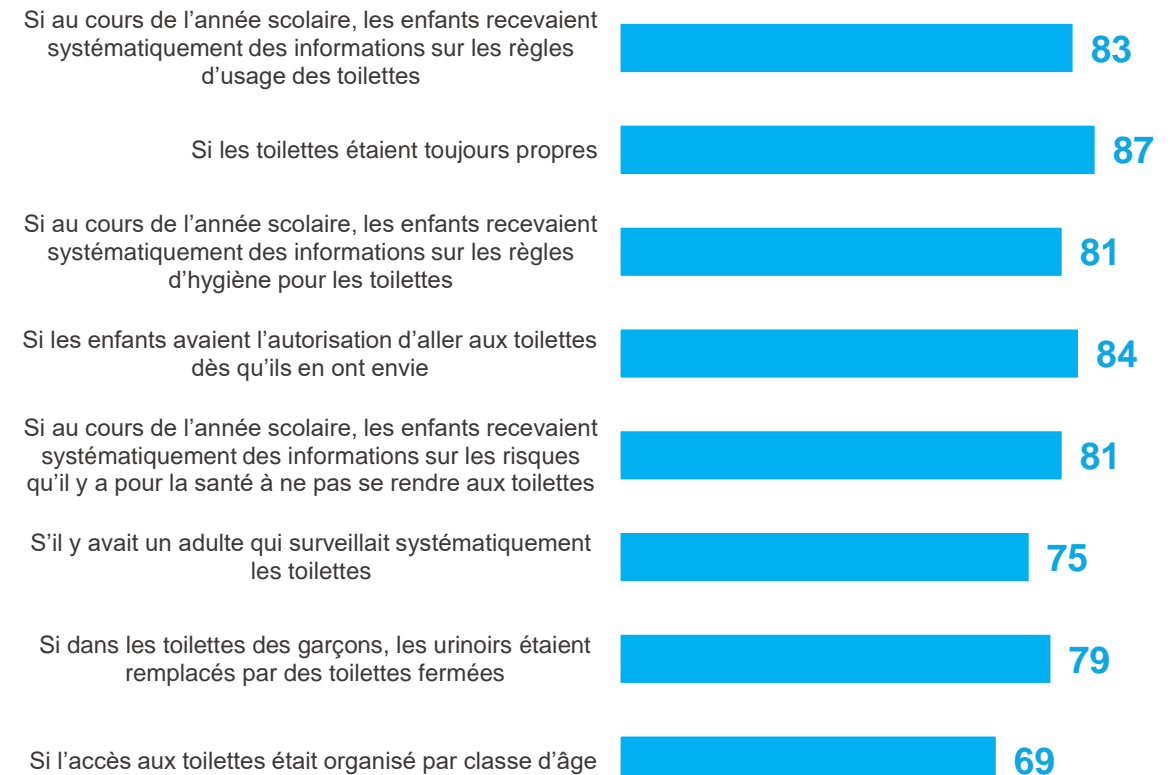 Si au cours de l’année scolaire, les enfants recevaient
systématiquement des informations sur les règles
d’usage des toilettes
83
Si les toilettes étaient toujours propres
87
Si au cours de l’année scolaire, les enfants recevaient
systématiquement des informations sur les règles
d’hygiène pour les toilettes
81
Si les enfants avaient l’autorisation d’aller aux toilettes
dès qu’ils en ont envie
84
Si au cours de l’année scolaire, les enfants recevaient
systématiquement des informations sur les risques
qu’il y a pour la santé à ne pas se rendre aux toilettes
81
S’il y avait un adulte qui surveillait systématiquement
les toilettes
75
Si dans les toilettes des garçons, les urinoirs étaient
remplacés par des toilettes fermées
79
Si l’accès aux toilettes était organisé par classe d’âge
69